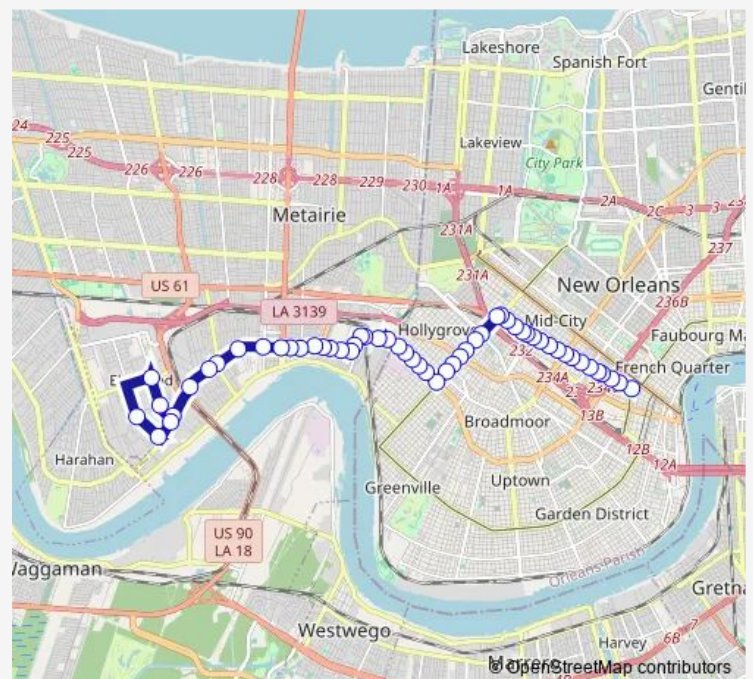 Lakeshore
Spanish Fort
Gentil
24
225
225
226
226
228
228
229
230
1A
1A
2A
2C
3
3
Lakeview
City Park
Metairie
231A
237
231A
US 61
New Orleans
236B
LA 3139
Hollygrove
Mid-City
232
Faubourg Ma
French Quarter
234A
13B
Broadmoor
12B
12A
Harahan
Uptown
Greenville
Garden District
US 90
LA 18
Waggaman
Orleans Parish
Gretna
Westwego
Harvey
6B
7
Marrero
© OpenStreetMap contributors